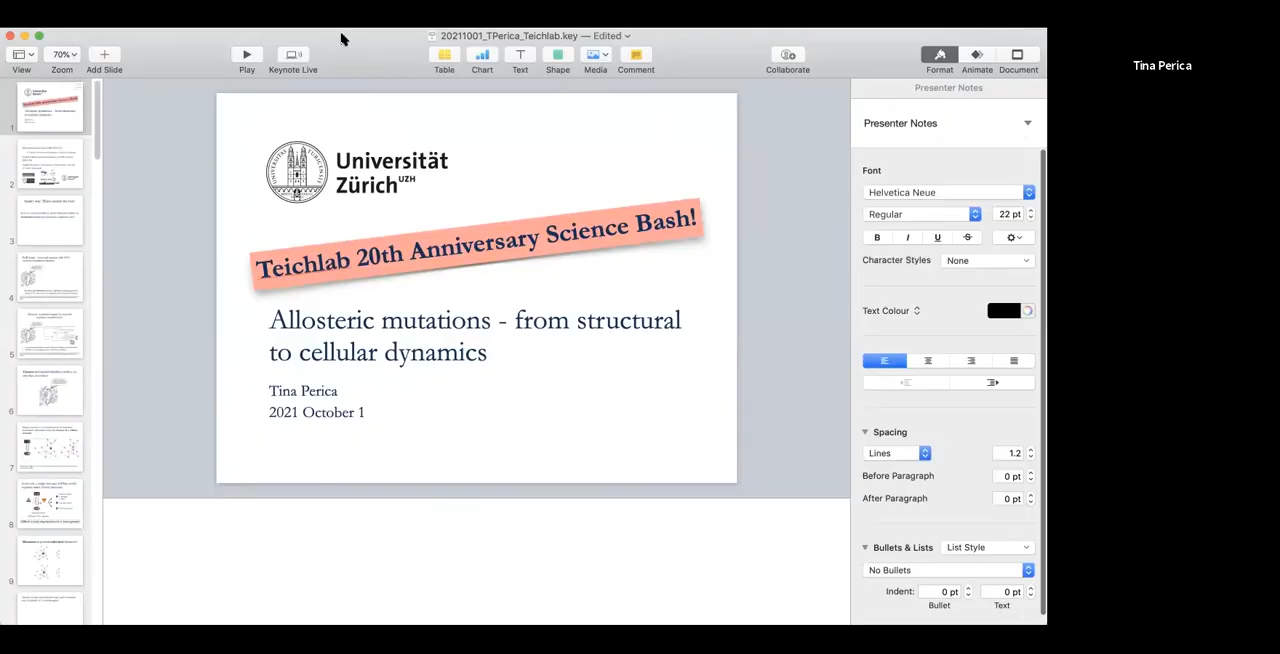 20211001_TPerica_Teichlab.key — Edited
70%
View
Zoom
Add Slide
Play
Keynote Live
Table
Chart
Text
Shape
Media
Comment
Collaborate
Format
Animate
Document
Tina Perica
Presenter Notes
Presenter Notes
1
2
3
4
5
6
7
8
9
Universität
Zürich UZH
Teichlab 20th Anniversary Science Bash!
Allosteric mutations - from structural
to cellular dynamics
Tina Perica
2021 October 1
Font
Helvetica Neue
Regular
22 pt
B I U S
Character Styles
None
Text Colour
Spacing
Lines
1.2
Before Paragraph
0 pt
After Paragraph
0 pt
Bullets & Lists
List Style
No Bullets
Indent:
0 pt
0 pt
Bullet
Text